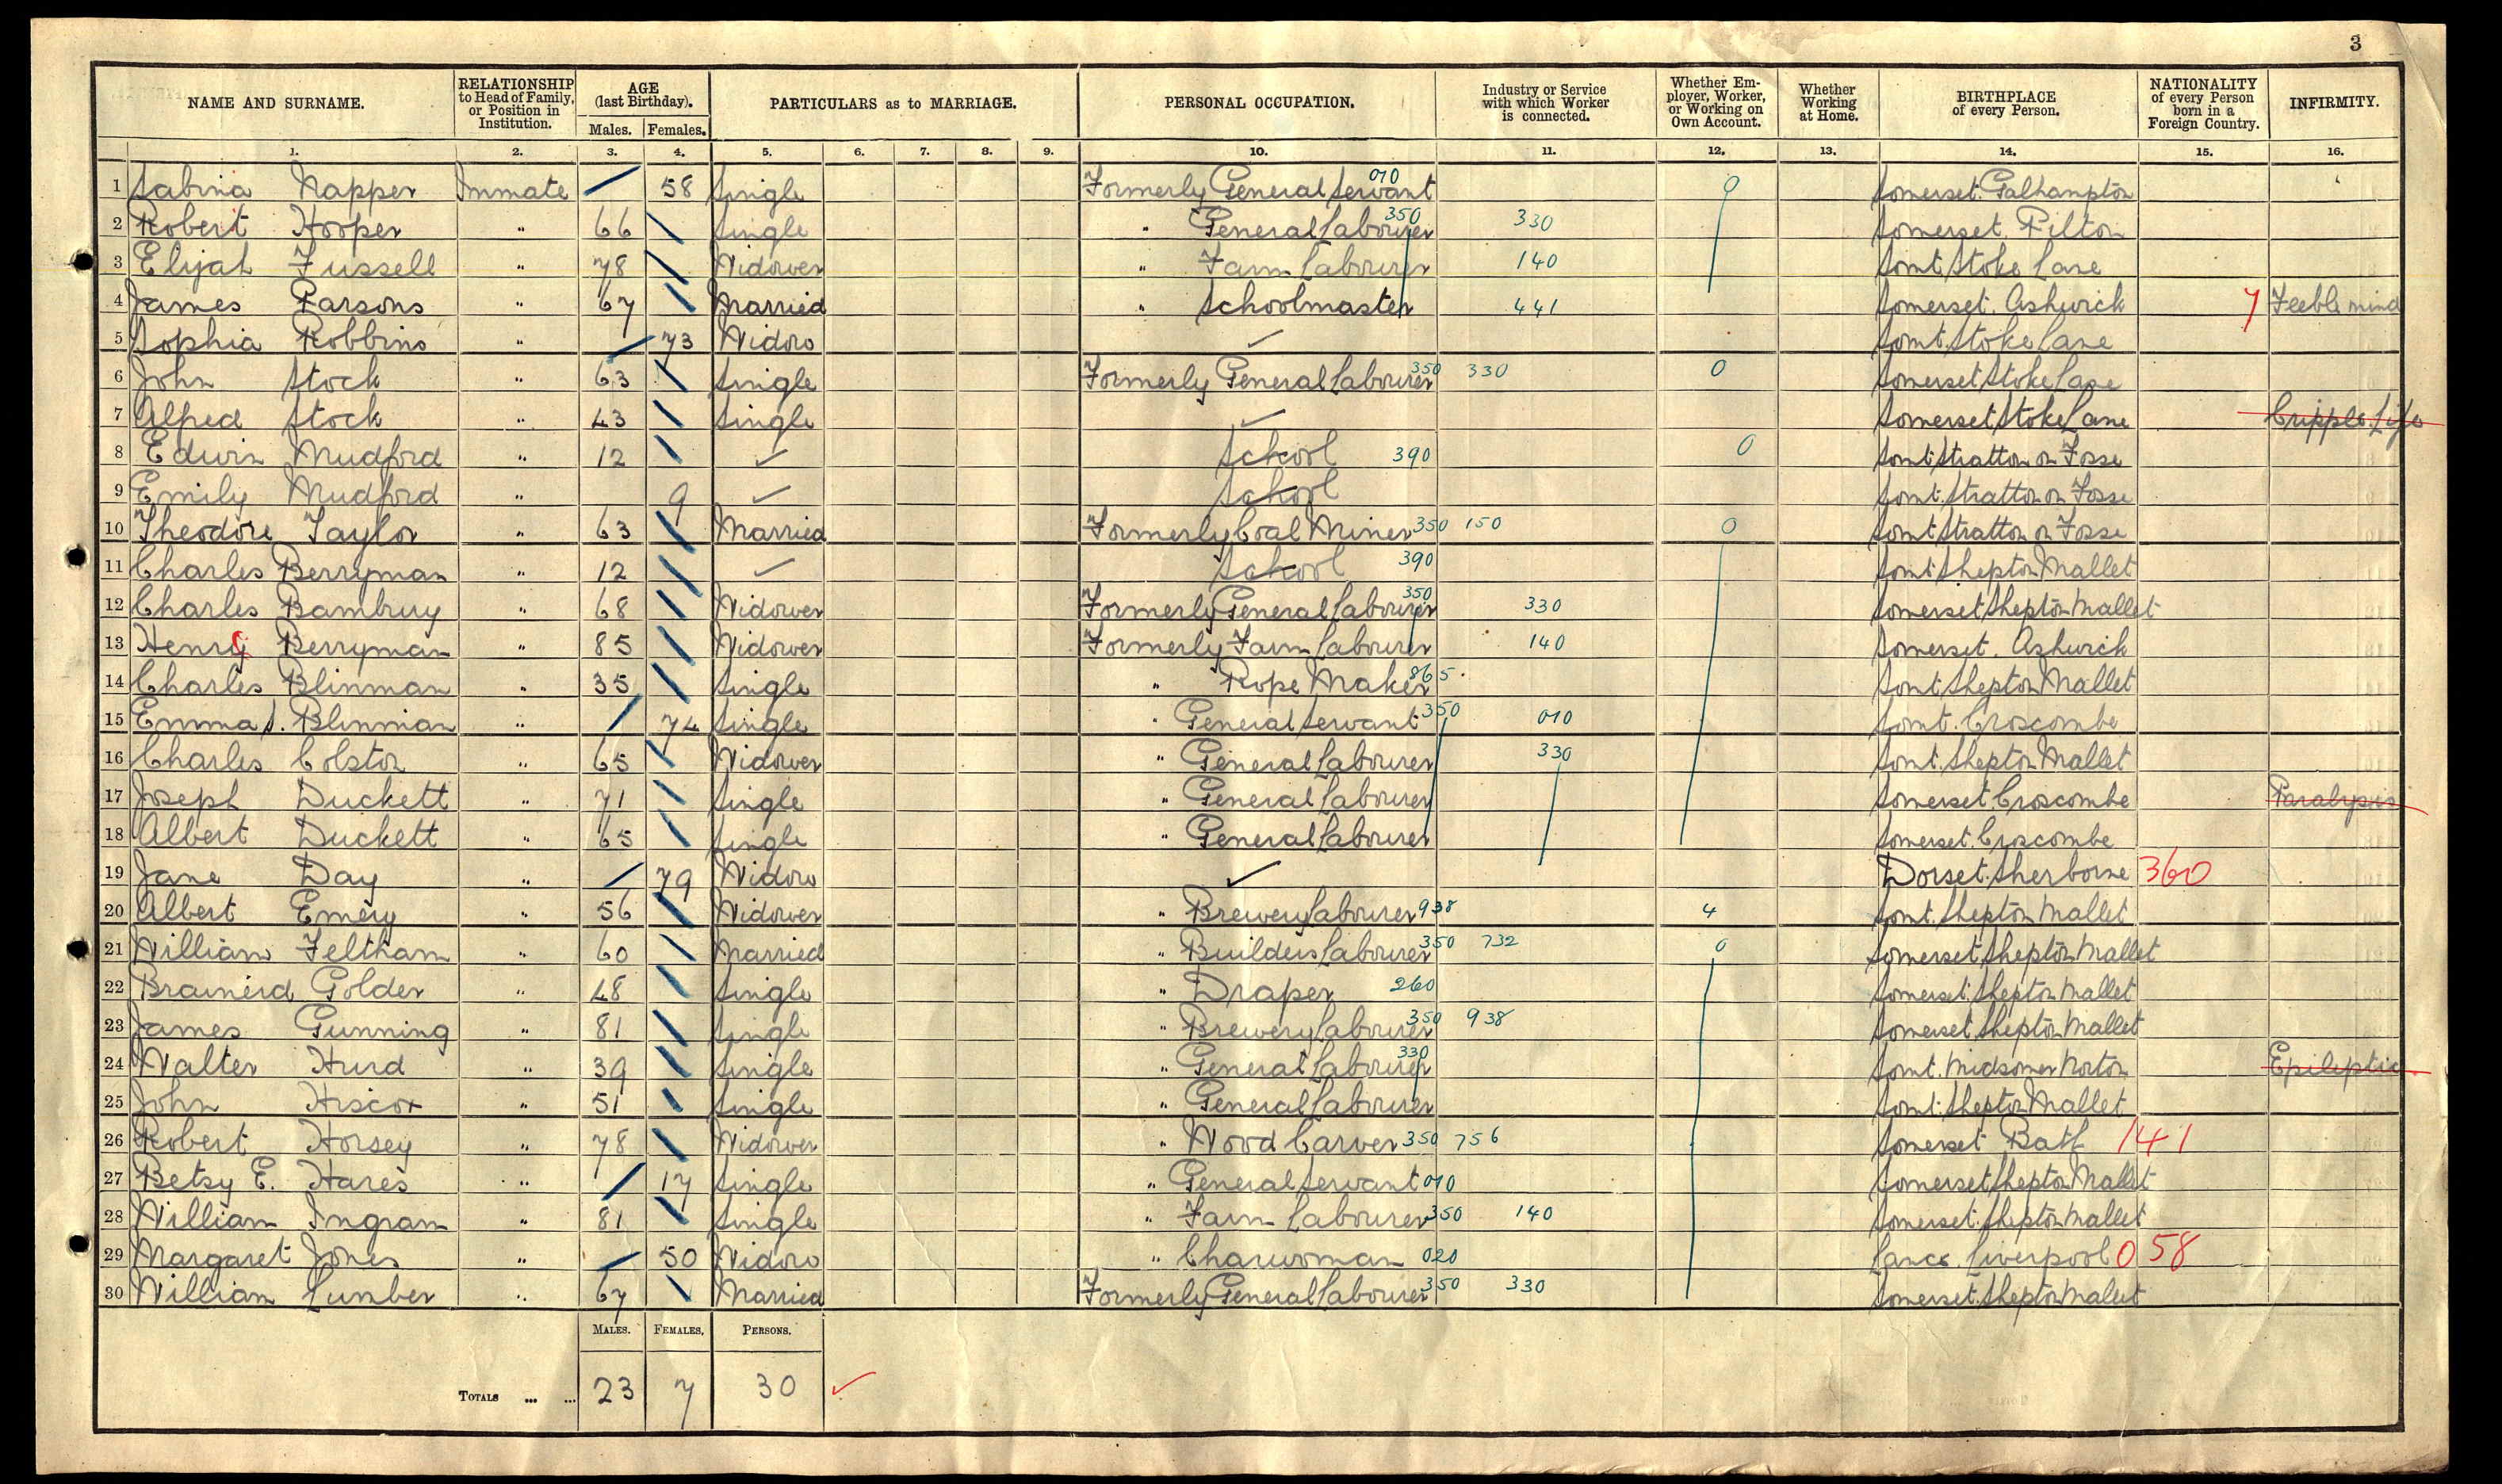 3
NAME AND SURNAME. RELATIONSHIP to Head of Family, or Position in Institution. AGE (last Birthday). Males. Females. PARTICULARS as to MARRIAGE. PERSONAL OCCUPATION. Industry or Service with which Worker is connected. Whether Employer, Worker, or Working on Own Account. Whether Working at Home. BIRTHPLACE of every Person. NATIONALITY of every Person born in a Foreign Country. INFIRMITY.
1. 2. 3. 4. 5. 6. 7. 8. 9. 10. 11. 12. 13. 14. 15. 16.
1 Sabina Napper Inmate 58 Single Formerly General Servant 010 0 Somerset. Galhampton
2 Robert Hooper " 66 Single " General Labourer 350 330 Somerset. Pilton
3 Elijah Fussell " 78 Widower " Farm Labourer 140 Somt. Stoke Lane
4 James Parsons " 67 Married " Schoolmaster 441 Somerset. Ashwick 7 Feeble mind
5 Sophia Robbins " 73 Widow ✓ Somt. Stoke Lane
6 John Stock " 63 Single Formerly General Labourer 350 330 0 Somerset Stoke Lane
7 Alfred Stock " 43 Single ✓ Somerset Stoke Lane Cripple. Life
8 Edwin Mudford " 12 ✓ School 390 0 Somt Stratton on Fosse
9 Emily Mudford " 9 ✓ School Somt. Stratton on Fosse
10 Theodore Taylor " 63 Married Formerly Coal Miner 350 150 0 Somt Stratton on Fosse
11 Charles Berryman " 12 ✓ School 390 Somt. Shepton Mallet
12 Charles Bambury " 68 Widower Formerly General Labourer 350 330 Somerset Shepton Mallet
13 Henry Berryman " 85 Widower Formerly Farm Labourer 140 Somerset. Ashwick
14 Charles Blinman " 35 Single " Rope Maker 865 Somt. Shepton Mallet
15 Emma S. Blinman " 74 Single " General Servant 350 010 Somt. Croscombe
16 Charles Colston " 65 Widower " General Labourer 330 Somt. Shepton Mallet
17 Joseph Duckett " 71 Single " General Labourer Somerset. Croscombe Paralysis
18 Albert Duckett " 65 Single " General Labourer Somerset. Croscombe
19 Jane Day " 79 Widow ✓ Dorset. Sherborne 360
20 Albert Emery " 56 Widower " Brewery Labourer 938 4 Somt. Shepton Mallet
21 William Feltham " 60 Married " Builders Labourer 350 732 0 Somerset Shepton Mallet
22 Brainerd Golder " 48 Single " Draper 260 Somerset. Shepton Mallet
23 James Gunning " 81 Single " Brewery Labourer 350 938 Somerset Shepton Mallet
24 Walter Hurd " 39 Single " General Labourer 330 Somt. Midsomer Norton Epileptic
25 John Hiscox " 51 Single " General Labourer Somt. Shepton Mallet
26 Robert Horsey " 78 Widower " Wood Carver 350 756 Somerset Bath 141
27 Betsy E. Hares " 17 Single " General Servant 010 Somerset Shepton Mallet
28 William Ingram " 81 Single " Farm Labourer 350 140 Somerset. Shepton Mallet
29 Margaret Jones " 50 Widow " Charwoman 020 Lancs. Liverpool 058
30 William Lumber " 67 Married Formerly General Labourer 350 330 Somerset. Shepton Mallet
MALES. FEMALES. PERSONS.
TOTALS ... ... 23 7 30 ✓